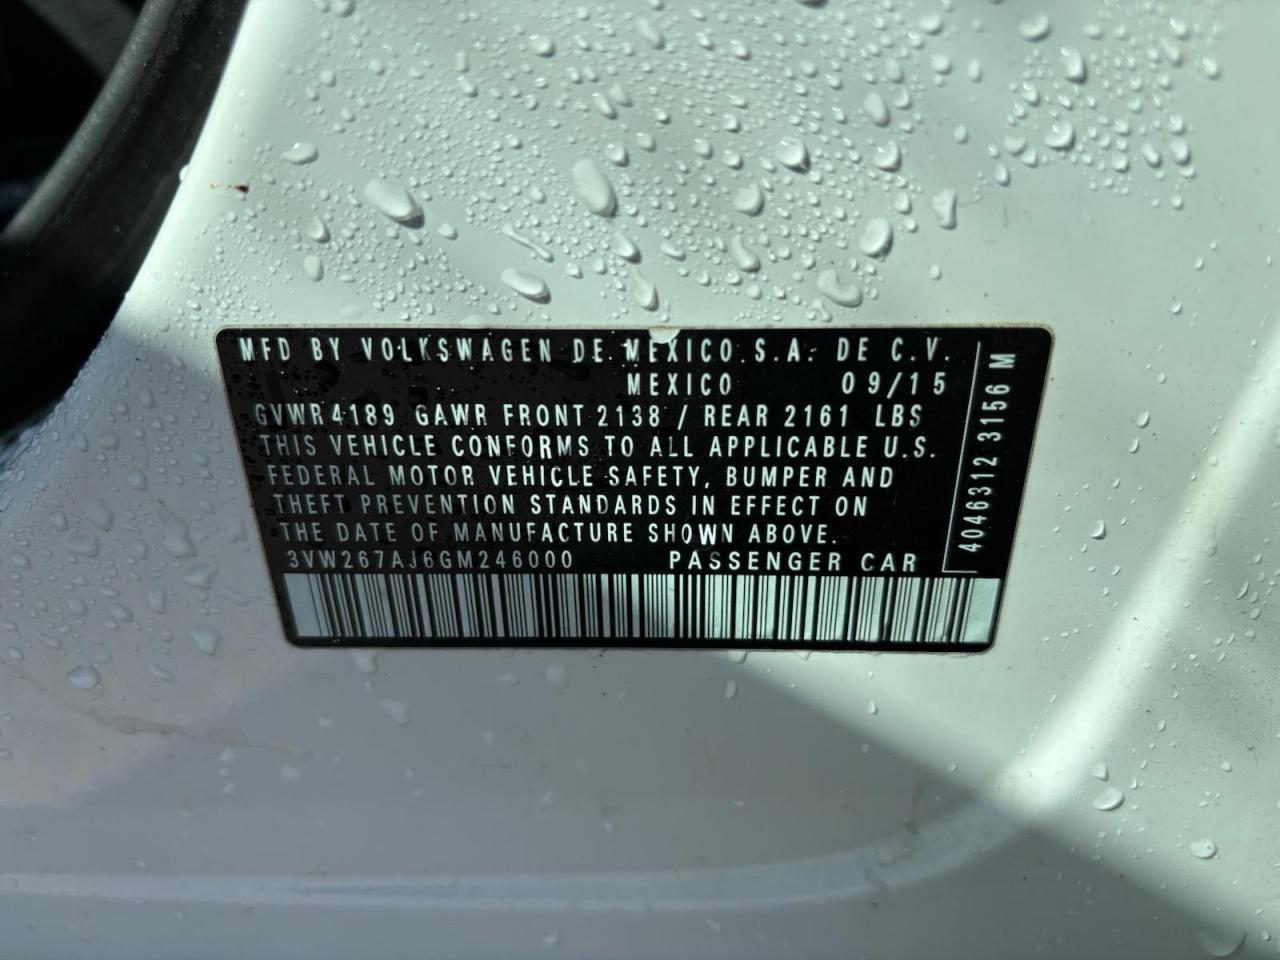 MFD BY VOLKSWAGEN DE MEXICO S.A. DE C.V.
MEXICO 09/15
GVWR 4189 GAWR FRONT 2138 / REAR 2161 LBS
THIS VEHICLE CONFORMS TO ALL APPLICABLE U.S.
FEDERAL MOTOR VEHICLE SAFETY, BUMPER AND
THEFT PREVENTION STANDARDS IN EFFECT ON
THE DATE OF MANUFACTURE SHOWN ABOVE.
3VW267AJ6GM246000 PASSENGER CAR
4046312 3156 M